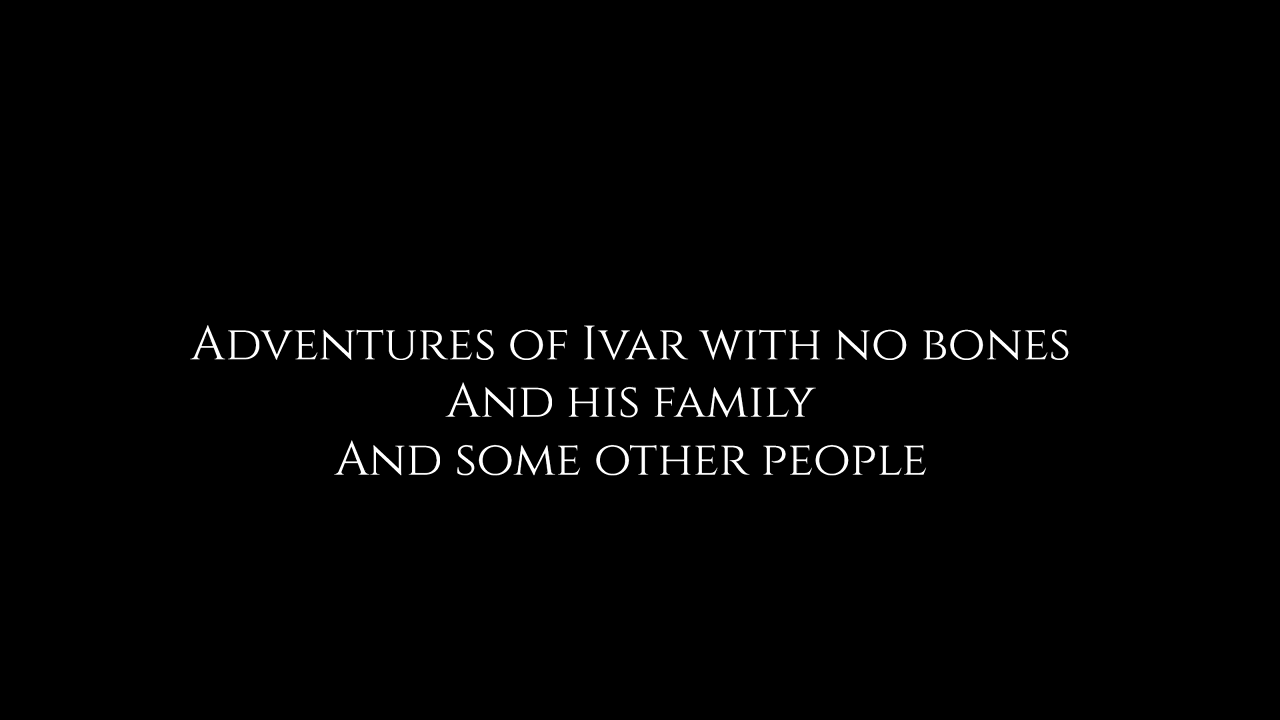 Adventures of Ivar with no bones
And his family
And some other people